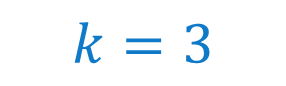 k = 3